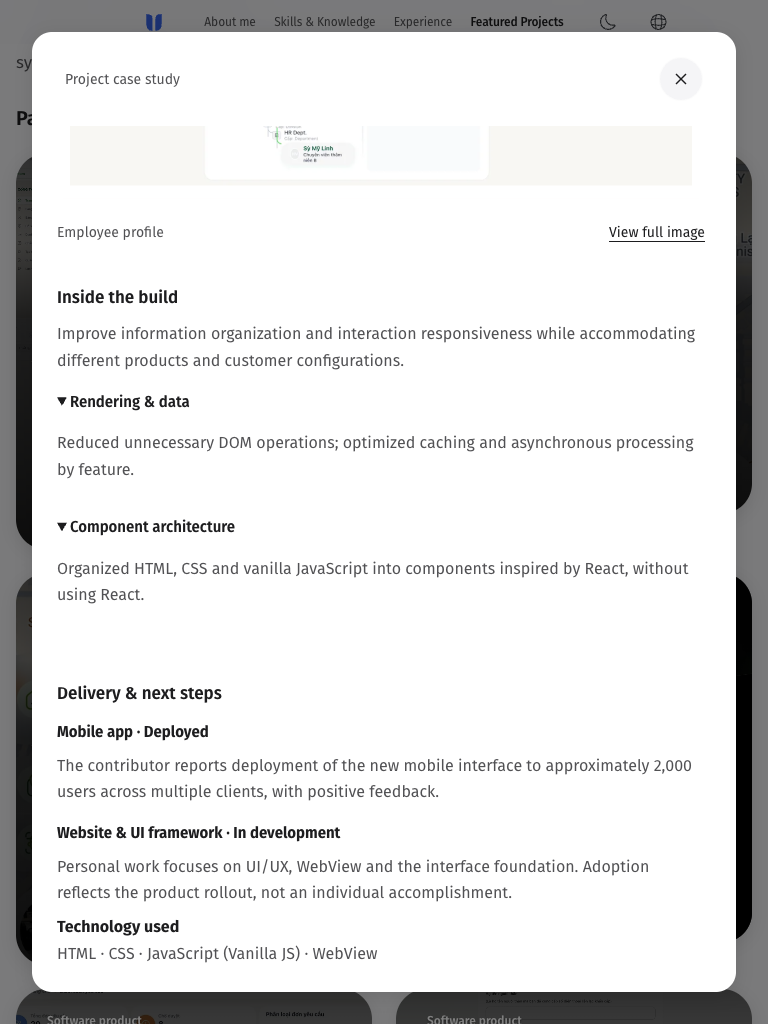 About me
Skills & Knowledge
Experience
Featured Projects
sy
Pa
Project case study
HR Dept.
Sỹ Mỹ Linh
Employee profile
View full image
Inside the build
Improve information organization and interaction responsiveness while accommodating
different products and customer configurations.
Rendering & data
Reduced unnecessary DOM operations; optimized caching and asynchronous processing
by feature.
Component architecture
Organized HTML, CSS and vanilla JavaScript into components inspired by React, without
using React.
Delivery & next steps
Mobile app · Deployed
The contributor reports deployment of the new mobile interface to approximately 2,000
users across multiple clients, with positive feedback.
Website & UI framework · In development
Personal work focuses on UI/UX, WebView and the interface foundation. Adoption
reflects the product rollout, not an individual accomplishment.
Technology used
HTML · CSS · JavaScript (Vanilla JS) · WebView
Software product
Software product